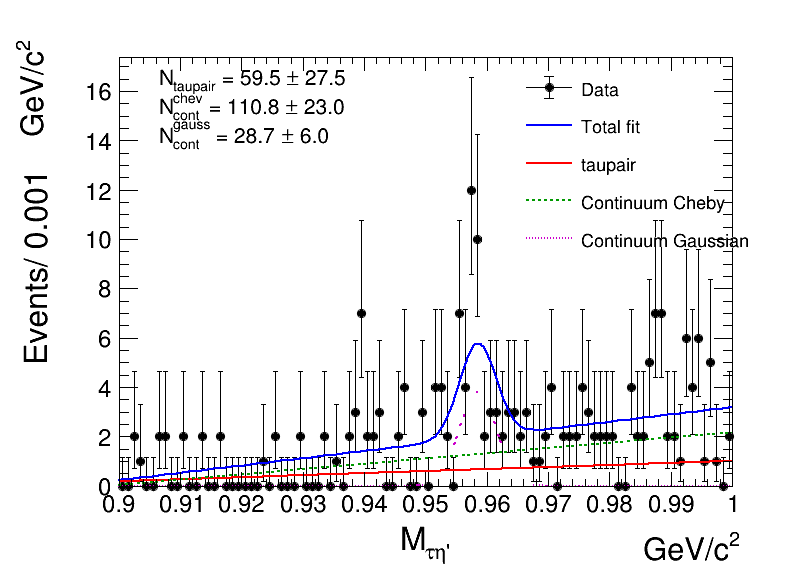 N_taupair = 59.5 ± 27.5
N_cont^chev = 110.8 ± 23.0
N_cont^gauss = 28.7 ± 6.0
Data
Total fit
taupair
Continuum Cheby
Continuum Gaussian
Events/ 0.001 GeV/c²
16
14
12
10
8
6
4
2
0
0.9 0.91 0.92 0.93 0.94 0.95 0.96 0.97 0.98 0.99 1
M_τη'
GeV/c²